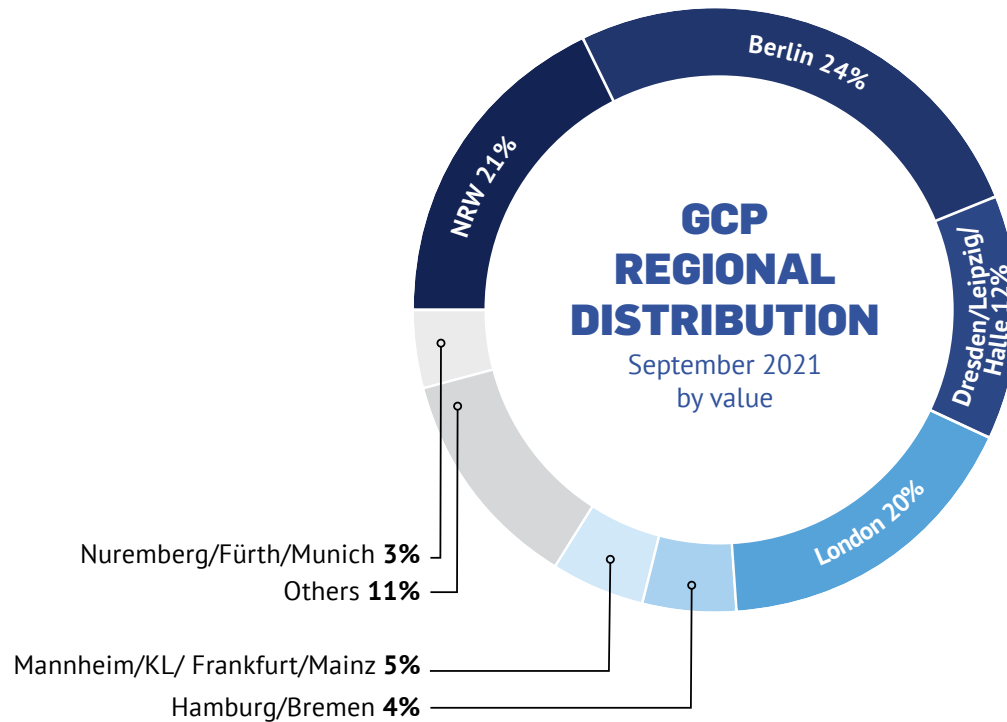 Berlin 24%
NRW 21%
GCP
REGIONAL
DISTRIBUTION
September 2021
by value
Dresden/Leipzig/
Halle 12%
London 20%
Nuremberg/Fürth/Munich 3%
Others 11%
Mannheim/KL/ Frankfurt/Mainz 5%
Hamburg/Bremen 4%